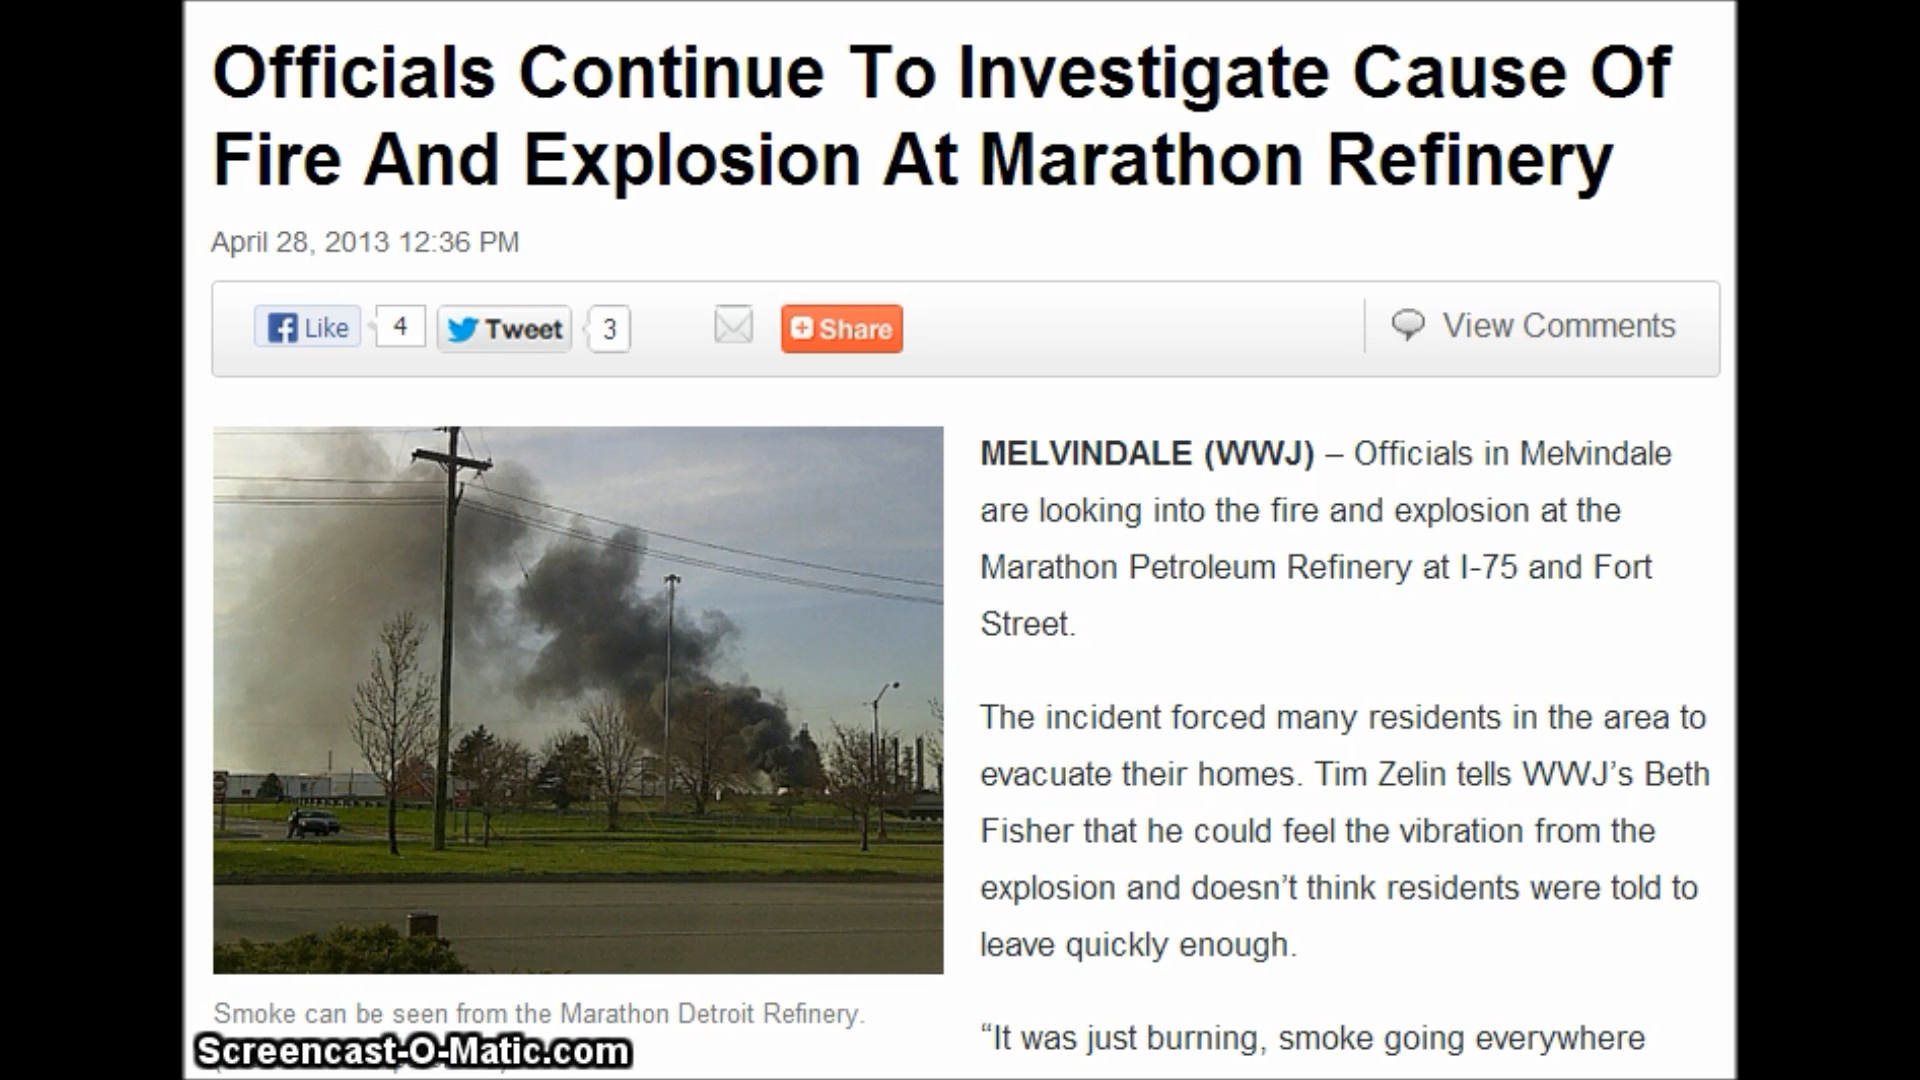 Officials Continue To Investigate Cause Of
Fire And Explosion At Marathon Refinery
April 28, 2013 12:36 PM
Like
4
Tweet
3
Share
View Comments
MELVINDALE (WWJ) – Officials in Melvindale
are looking into the fire and explosion at the
Marathon Petroleum Refinery at I-75 and Fort
Street.
The incident forced many residents in the area to
evacuate their homes. Tim Zelin tells WWJ’s Beth
Fisher that he could feel the vibration from the
explosion and doesn’t think residents were told to
leave quickly enough.
“It was just burning, smoke going everywhere
Smoke can be seen from the Marathon Detroit Refinery.
Screencast-O-Matic.com